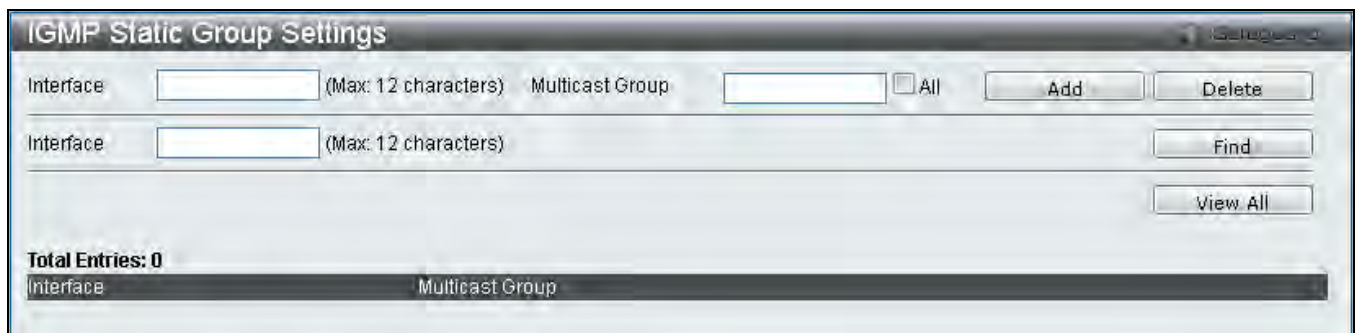 IGMP Static Group Settings
Interface (Max: 12 characters) Multicast Group All Add Delete
Interface (Max: 12 characters) Find
View All
Total Entries: 0
Interface Multicast Group